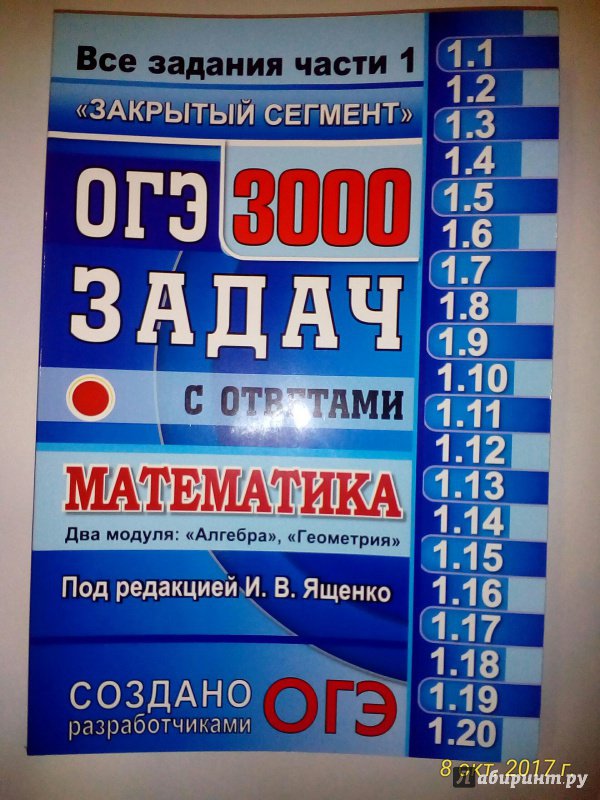 Все задания части 1
«ЗАКРЫТЫЙ СЕГМЕНТ»
ОГЭ 3000
ЗАДАЧ
С ОТВЕТАМИ
МАТЕМАТИКА
Два модуля: «Алгебра», «Геометрия»
Под редакцией И. В. Ященко
СОЗДАНО
разработчиками
ОГЭ
1.1
1.2
1.3
1.4
1.5
1.6
1.7
1.8
1.9
1.10
1.11
1.12
1.13
1.14
1.15
1.16
1.17
1.18
1.19
1.20
8 окт. 2017 г.
Лабиринт.ру